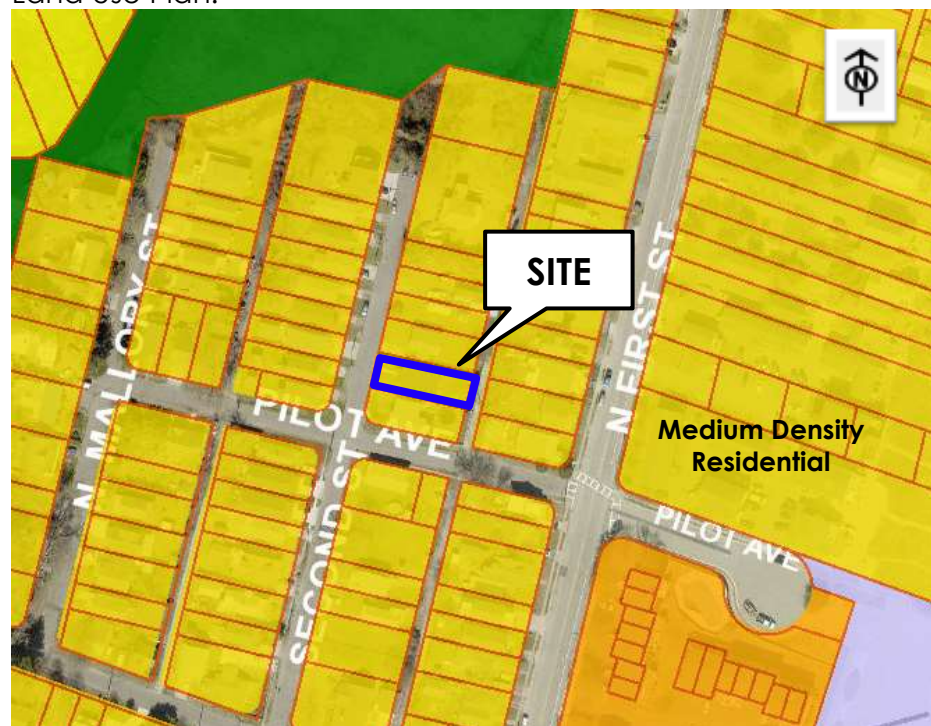 Land Use Plan:
N
SITE
N MALLORY ST
PILOT AVE
SECOND ST
N FIRST ST
Medium Density
Residential
PILOT AVE